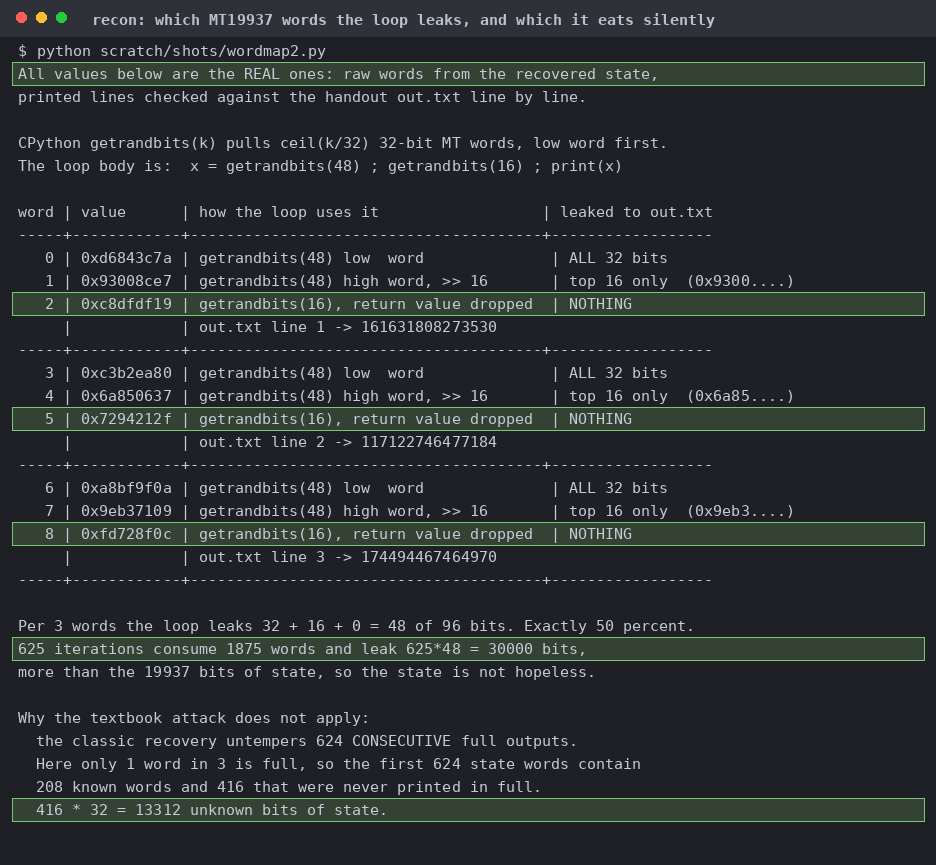 recon: which MT19937 words the loop leaks, and which it eats silently
$ python scratch/shots/wordmap2.py
All values below are the REAL ones: raw words from the recovered state,
printed lines checked against the handout out.txt line by line.
CPython getrandbits(k) pulls ceil(k/32) 32-bit MT words, low word first.
The loop body is:  x = getrandbits(48) ; getrandbits(16) ; print(x)
word | value      | how the loop uses it                  | leaked to out.txt
-----+------------+---------------------------------------+------------------
   0 | 0xd6843c7a | getrandbits(48) low  word              | ALL 32 bits
   1 | 0x93008ce7 | getrandbits(48) high word, >> 16       | top 16 only  (0x9300....)
   2 | 0xc8dfdf19 | getrandbits(16), return value dropped  | NOTHING
     |            | out.txt line 1 -> 161631808273530
-----+------------+---------------------------------------+------------------
   3 | 0xc3b2ea80 | getrandbits(48) low  word              | ALL 32 bits
   4 | 0x6a850637 | getrandbits(48) high word, >> 16       | top 16 only  (0x6a85....)
   5 | 0x7294212f | getrandbits(16), return value dropped  | NOTHING
     |            | out.txt line 2 -> 117122746477184
-----+------------+---------------------------------------+------------------
   6 | 0xa8bf9f0a | getrandbits(48) low  word              | ALL 32 bits
   7 | 0x9eb37109 | getrandbits(48) high word, >> 16       | top 16 only  (0x9eb3....)
   8 | 0xfd728f0c | getrandbits(16), return value dropped  | NOTHING
     |            | out.txt line 3 -> 174494467464970
-----+------------+---------------------------------------+------------------
Per 3 words the loop leaks 32 + 16 + 0 = 48 of 96 bits. Exactly 50 percent.
625 iterations consume 1875 words and leak 625*48 = 30000 bits,
more than the 19937 bits of state, so the state is not hopeless.
Why the textbook attack does not apply:
  the classic recovery untempers 624 CONSECUTIVE full outputs.
  Here only 1 word in 3 is full, so the first 624 state words contain
  208 known words and 416 that were never printed in full.
  416 * 32 = 13312 unknown bits of state.